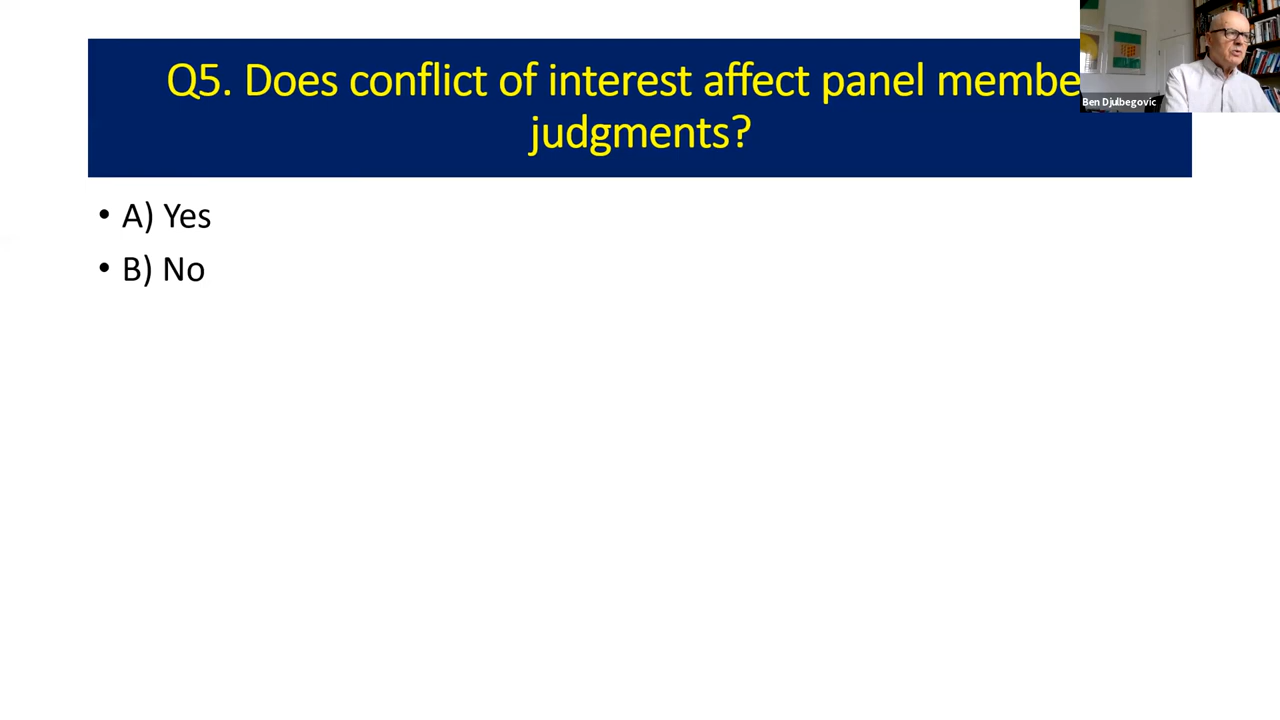 Q5. Does conflict of interest affect panel membe
judgments?
Ben Djulbegovic
• A) Yes
• B) No